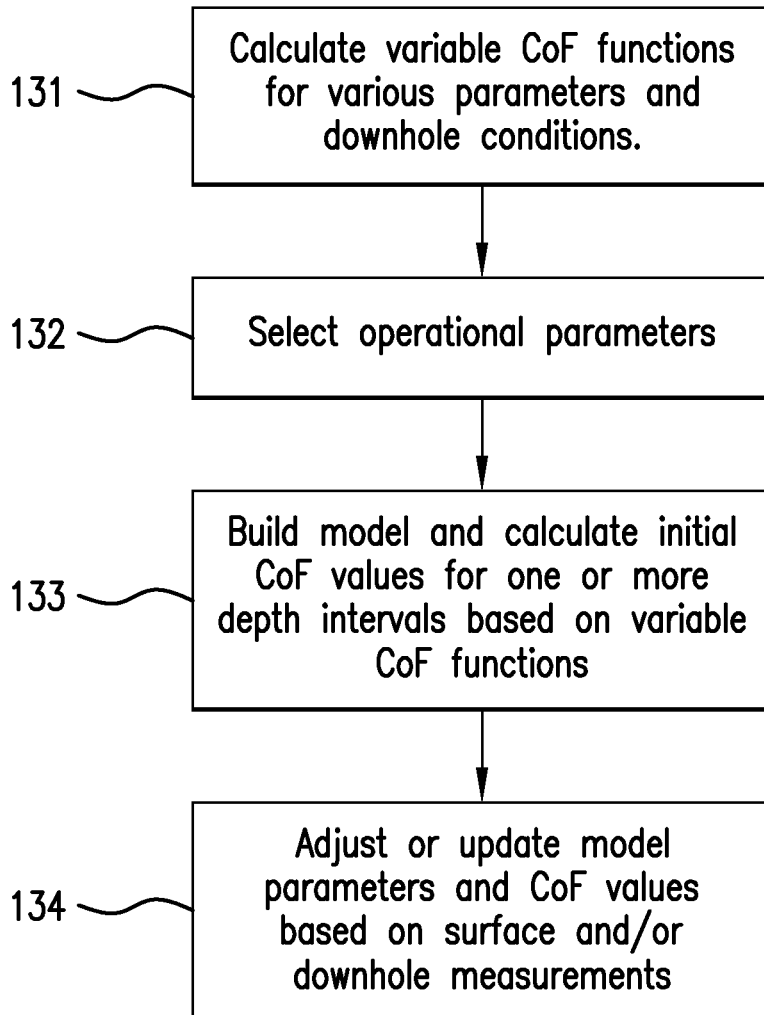 131
Calculate variable CoF functions
for various parameters and
downhole conditions.
132
Select operational parameters
133
Build model and calculate initial
CoF values for one or more
depth intervals based on variable
CoF functions
134
Adjust or update model
parameters and CoF values
based on surface and/or
downhole measurements